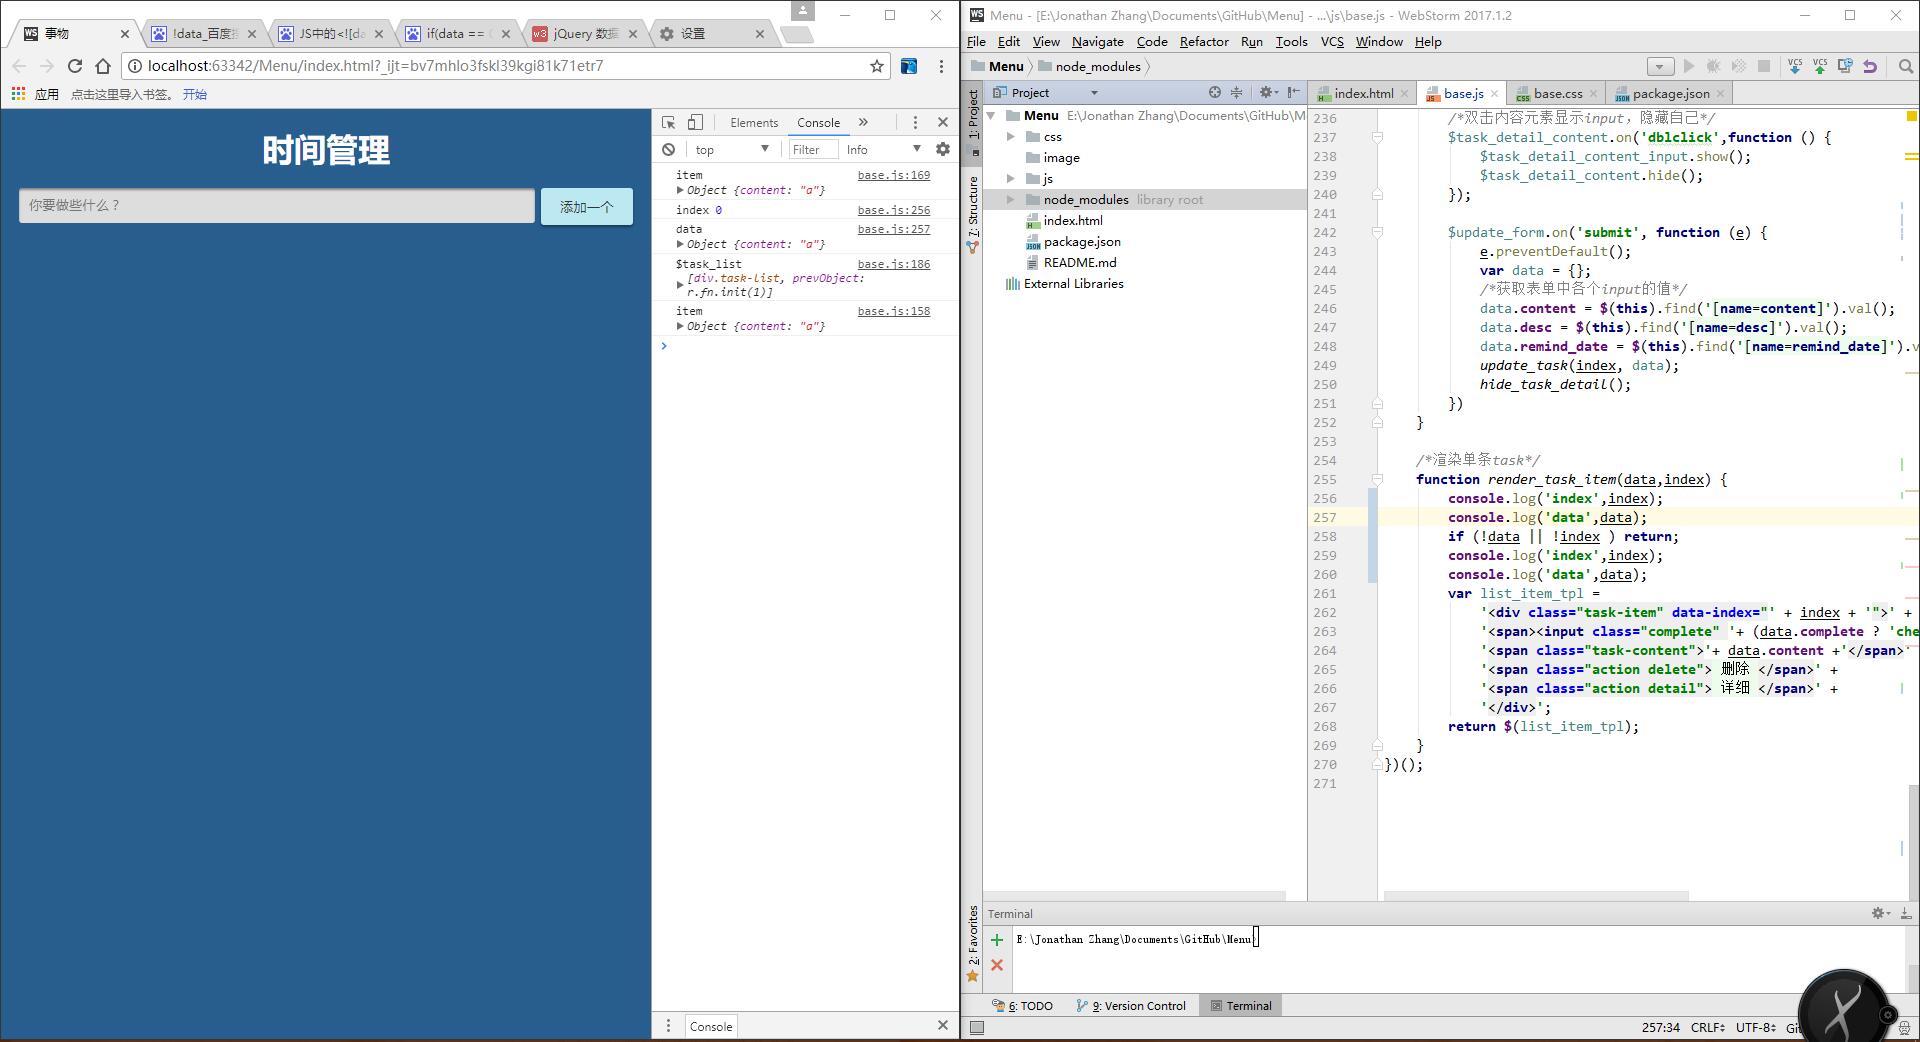 事物
!data_百度搜
JS中的<![da
if(data == 
jQuery 数据
设置
localhost:63342/Menu/index.html?_ijt=bv7mhlo3fskl39kgi81k71etr7
应用 点击这里导入书签。 开始
时间管理
你要做些什么?
添加一个
Elements Console »
top Filter Info
item base.js:169
Object {content: "a"}
index 0 base.js:256
data base.js:257
Object {content: "a"}
$task_list base.js:186
[div.task-list, prevObject:
r.fn.init(1)]
item base.js:158
Object {content: "a"}
Console
Menu - [E:\Jonathan Zhang\Documents\GitHub\Menu] - ...\js\base.js - WebStorm 2017.1.2
File Edit View Navigate Code Refactor Run Tools VCS Window Help
Menu node_modules
VCS VCS
Project
1: Project
7: Structure
2: Favorites
Menu E:\Jonathan Zhang\Documents\GitHub\M
css
image
js
node_modules library root
index.html
package.json
README.md
External Libraries
index.html base.js base.css package.json
236 /*双击内容元素显示input，隐藏自己*/
237 $task_detail_content.on('dblclick',function () {
238 $task_detail_content_input.show();
239 $task_detail_content.hide();
240 });
241
242 $update_form.on('submit', function (e) {
243 e.preventDefault();
244 var data = {};
245 /*获取表单中各个input的值*/
246 data.content = $(this).find('[name=content]').val();
247 data.desc = $(this).find('[name=desc]').val();
248 data.remind_date = $(this).find('[name=remind_date]').v
249 update_task(index, data);
250 hide_task_detail();
251 })
252 }
253
254 /*渲染单条task*/
255 function render_task_item(data,index) {
256 console.log('index',index);
257 console.log('data',data);
258 if (!data || !index ) return;
259 console.log('index',index);
260 console.log('data',data);
261 var list_item_tpl =
262 '<div class="task-item" data-index="' + index + '">' +
263 '<span><input class="complete" '+ (data.complete ? 'che
264 '<span class="task-content">'+ data.content +'</span>'
265 '<span class="action delete"> 删除 </span>' +
266 '<span class="action detail"> 详细 </span>' +
267 '</div>';
268 return $(list_item_tpl);
269 }
270 })();
271
Terminal
E:\Jonathan Zhang\Documents\GitHub\Menu>
6: TODO 9: Version Control Terminal
257:34 CRLF UTF-8 Gi